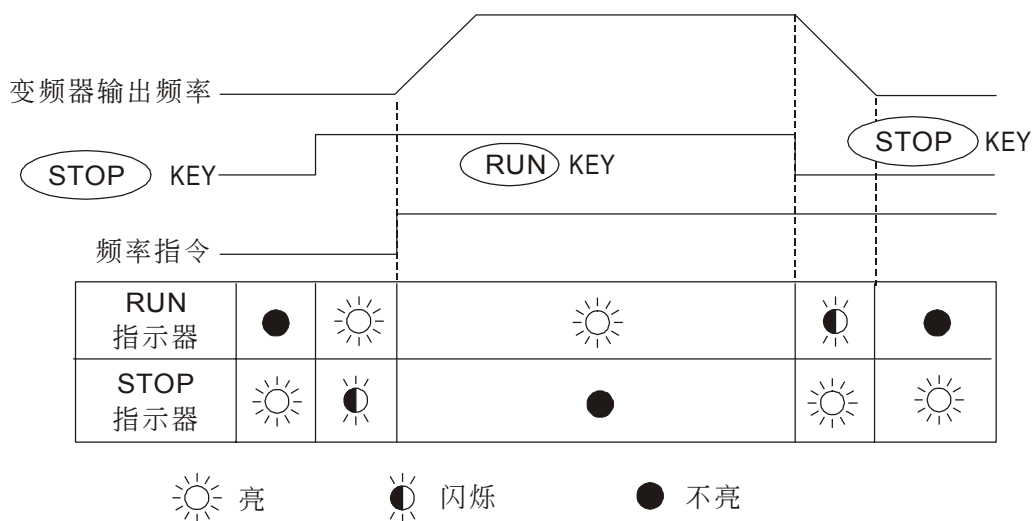 变频器输出频率
STOP KEY
RUN KEY
STOP KEY
频率指令
RUN
指示器
STOP
指示器
亮
闪烁
不亮